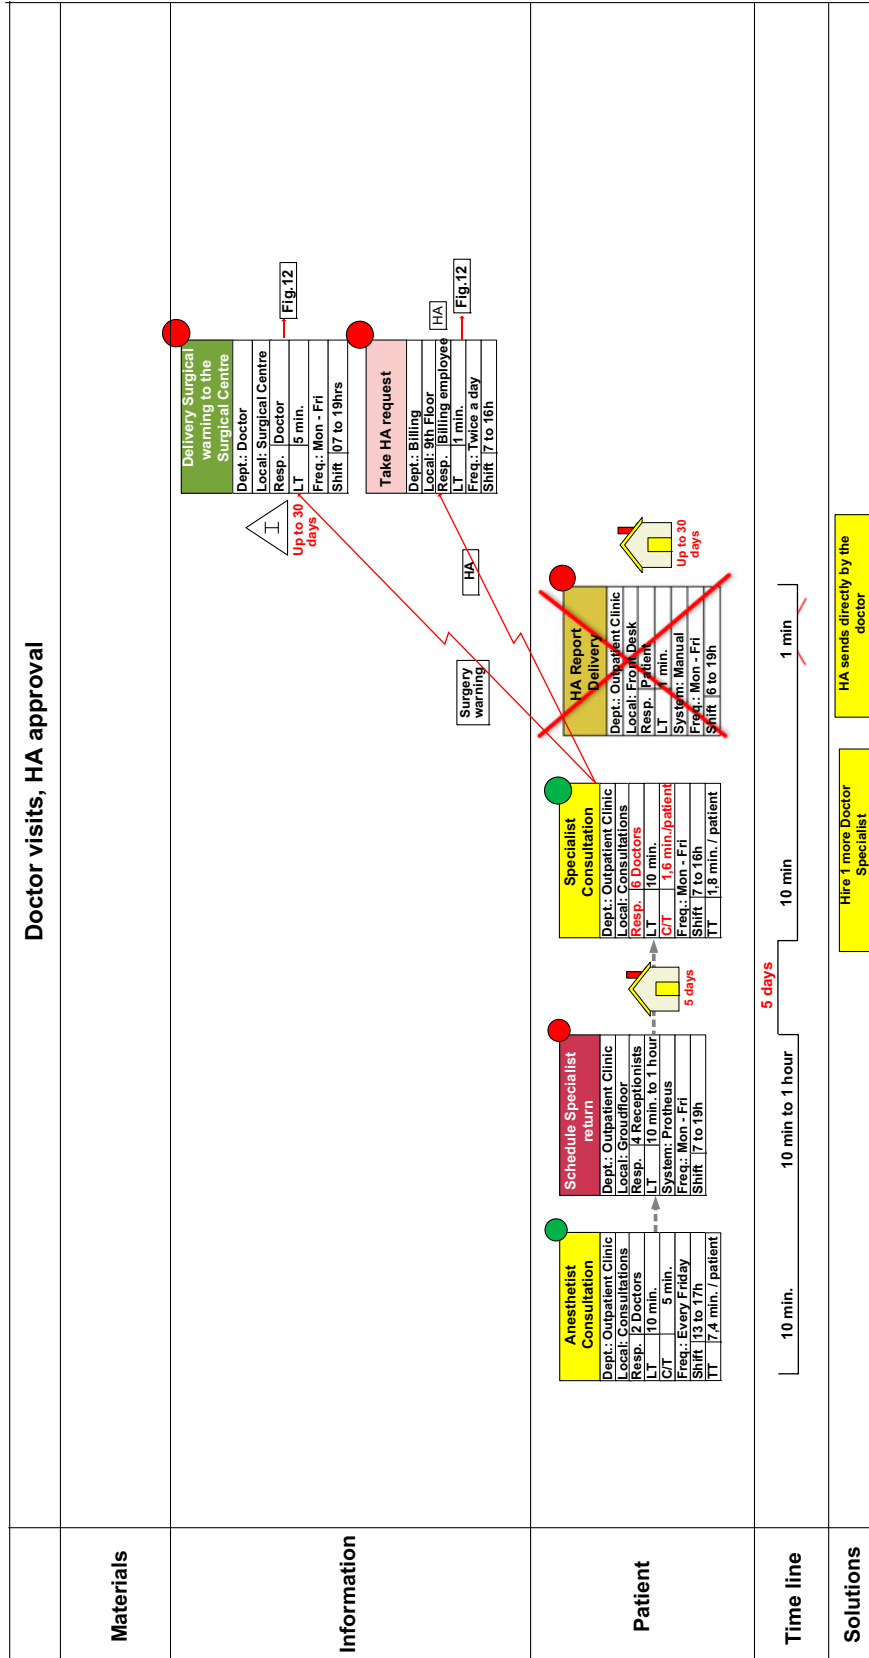 Doctor visits, HA approval
Materials
Information
Delivery Surgical
warning to the
Surgical Centre
Dept.: Doctor
Local: Surgical Centre
Resp. Doctor
LT 5 min.
Freq.: Mon - Fri
Shift 07 to 19hrs
I
Up to 30
days
Fig.12
Take HA request
Dept.: Billing
Local: 9th Floor
Resp. Billing employee
LT 1 min.
Freq.: Twice a day
Shift 7 to 16h
HA
Fig.12
Surgery
warning
HA
Patient
Anesthetist
Consultation
Dept.: Outpatient Clinic
Local: Consultations
Resp. 2 Doctors
LT 10 min.
C/T 5 min.
Freq.: Every Friday
Shift 13 to 17h
TT 7,4 min. / patient
Schedule Specialist
return
Dept.: Outpatient Clinic
Local: Groudfloor
Resp. 4 Receptionists
LT 10 min. to 1 hour
System: Protheus
Freq.: Mon - Fri
Shift 7 to 19h
5 days
Specialist
Consultation
Dept.: Outpatient Clinic
Local: Consultations
Resp. 6 Doctors
LT 10 min.
C/T 1,6 min./patient
Freq.: Mon - Fri
Shift 7 to 16h
TT 1,8 min. / patient
HA Report
Delivery
Dept.: Outpatient Clinic
Local: Front Desk
Resp. Patient
LT 1 min.
System: Manual
Freq.: Mon - Fri
Shift 6 to 19h
Up to 30
days
Time line
10 min.
10 min to 1 hour
5 days
10 min
1 min
Solutions
Hire 1 more Doctor
Specialist
HA sends directly by the
doctor